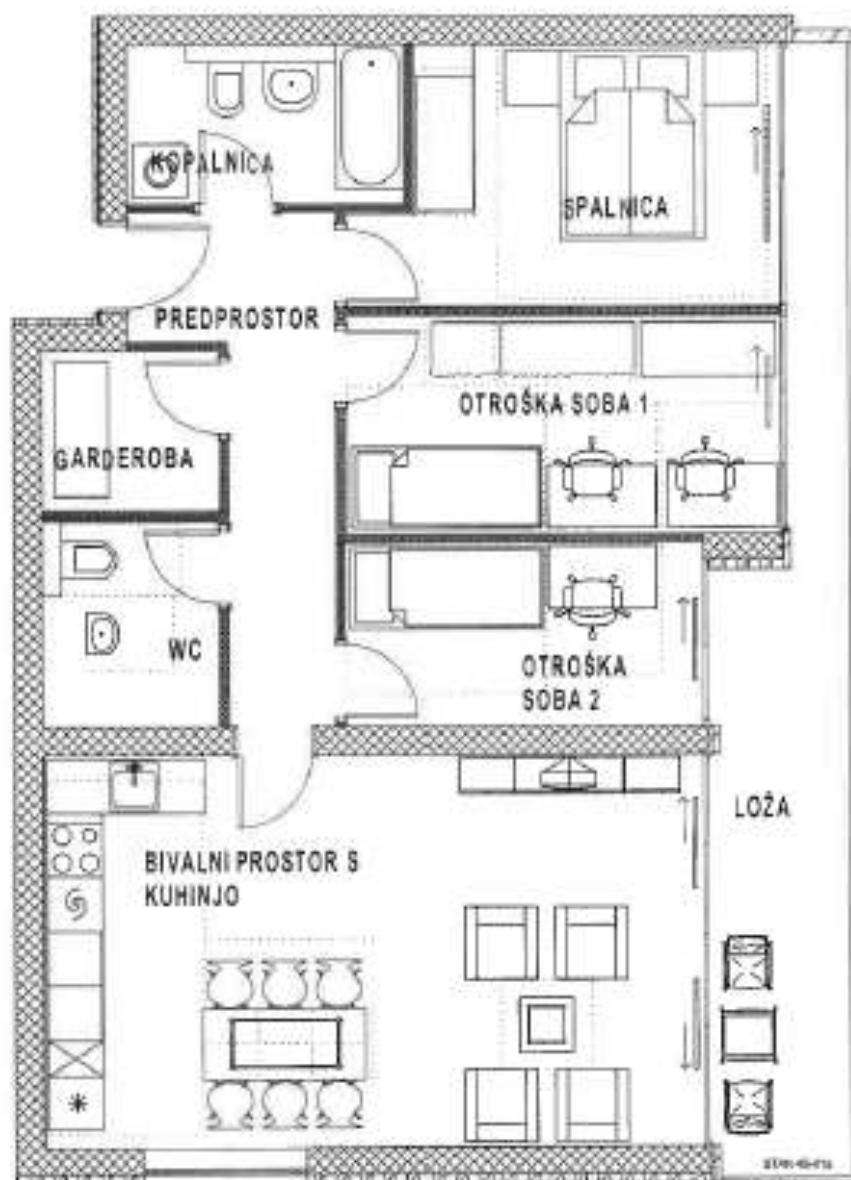 KOPALNICA
SPALNICA
PREDPROSTOR
OTROŠKA SOBA 1
GARDEROBA
WC
OTROŠKA
SOBA 2
LOŽA
BIVALNI PROSTOR S
KUHINJO